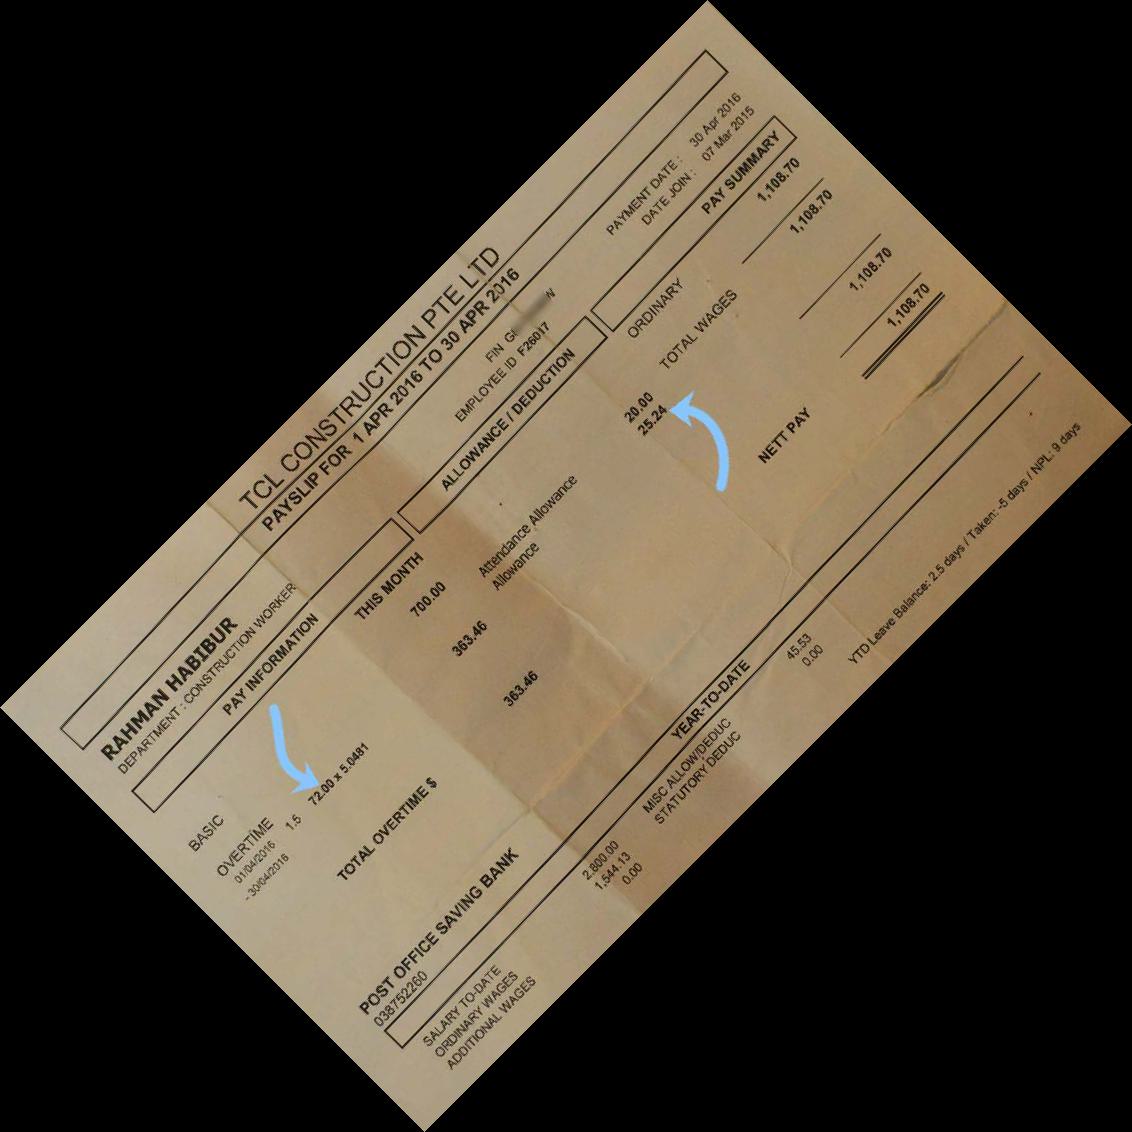 TCL CONSTRUCTION PTE LTD
PAYSLIP FOR 1 APR 2016 TO 30 APR 2016
RAHMAN HABIBUR
DEPARTMENT : CONSTRUCTION WORKER
FIN
EMPLOYEE ID F26017
PAYMENT DATE : 30 Apr 2016
DATE JOIN : 07 Mar 2015
PAY INFORMATION
THIS MONTH
ALLOWANCE / DEDUCTION
PAY SUMMARY
BASIC 700.00
Attendance Allowance 20.00
ORDINARY 1,108.70
OVERTIME
Allowance 25.24
01/04/2016 1.5 72.00 x 5.0481 363.46
- 30/04/2016
TOTAL WAGES 1,108.70
TOTAL OVERTIME $ 363.46
1,108.70
NETT PAY 1,108.70
POST OFFICE SAVING BANK
038752260
YEAR-TO-DATE
SALARY TO-DATE 2,800.00
MISC ALLOW/DEDUC 45.53
ORDINARY WAGES 1,544.13
STATUTORY DEDUC 0.00
ADDITIONAL WAGES 0.00
YTD Leave Balance: 2.5 days / Taken: -5 days / NPL: 9 days